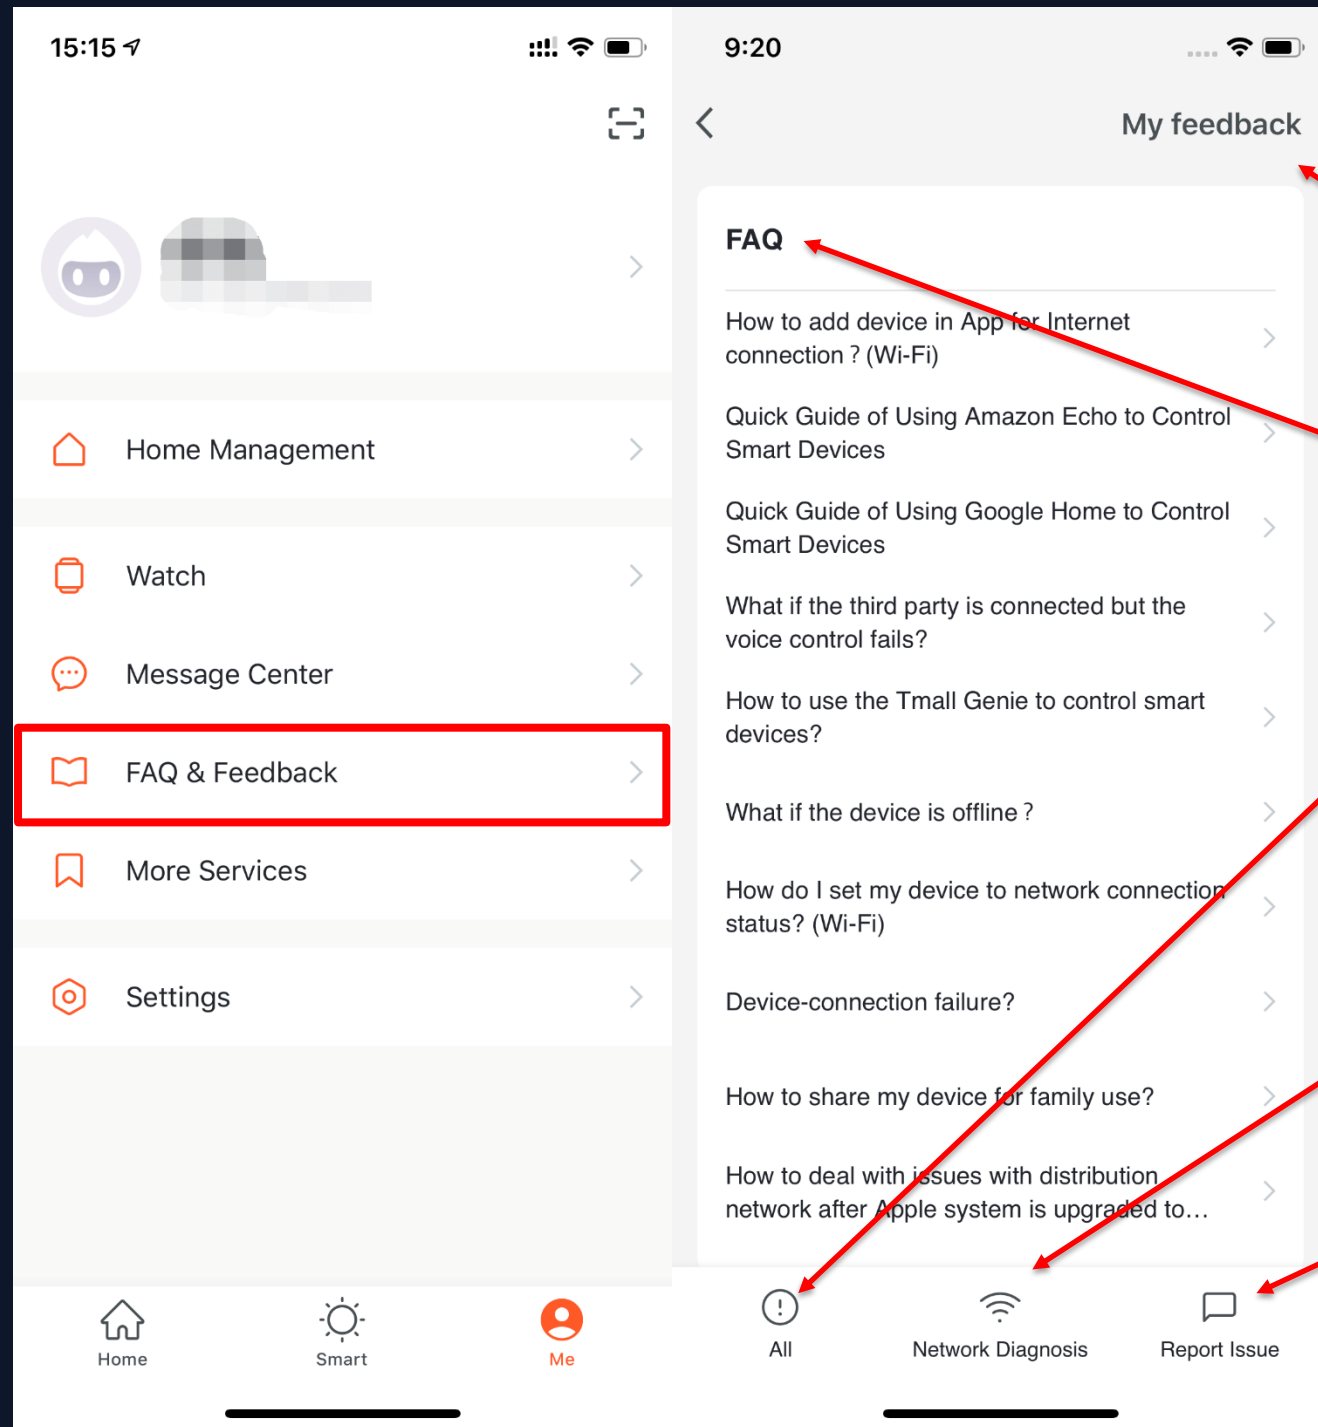 15:15
Home Management
Watch
Message Center
FAQ & Feedback
More Services
Settings
Home
Smart
Me
9:20
My feedback
FAQ
How to add device in App for Internet
connection ? (Wi-Fi)
Quick Guide of Using Amazon Echo to Control
Smart Devices
Quick Guide of Using Google Home to Control
Smart Devices
What if the third party is connected but the
voice control fails?
How to use the Tmall Genie to control smart
devices?
What if the device is offline ?
How do I set my device to network connection
status? (Wi-Fi)
Device-connection failure?
How to share my device for family use?
How to deal with issues with distribution
network after Apple system is upgraded to...
All
Network Diagnosis
Report Issue